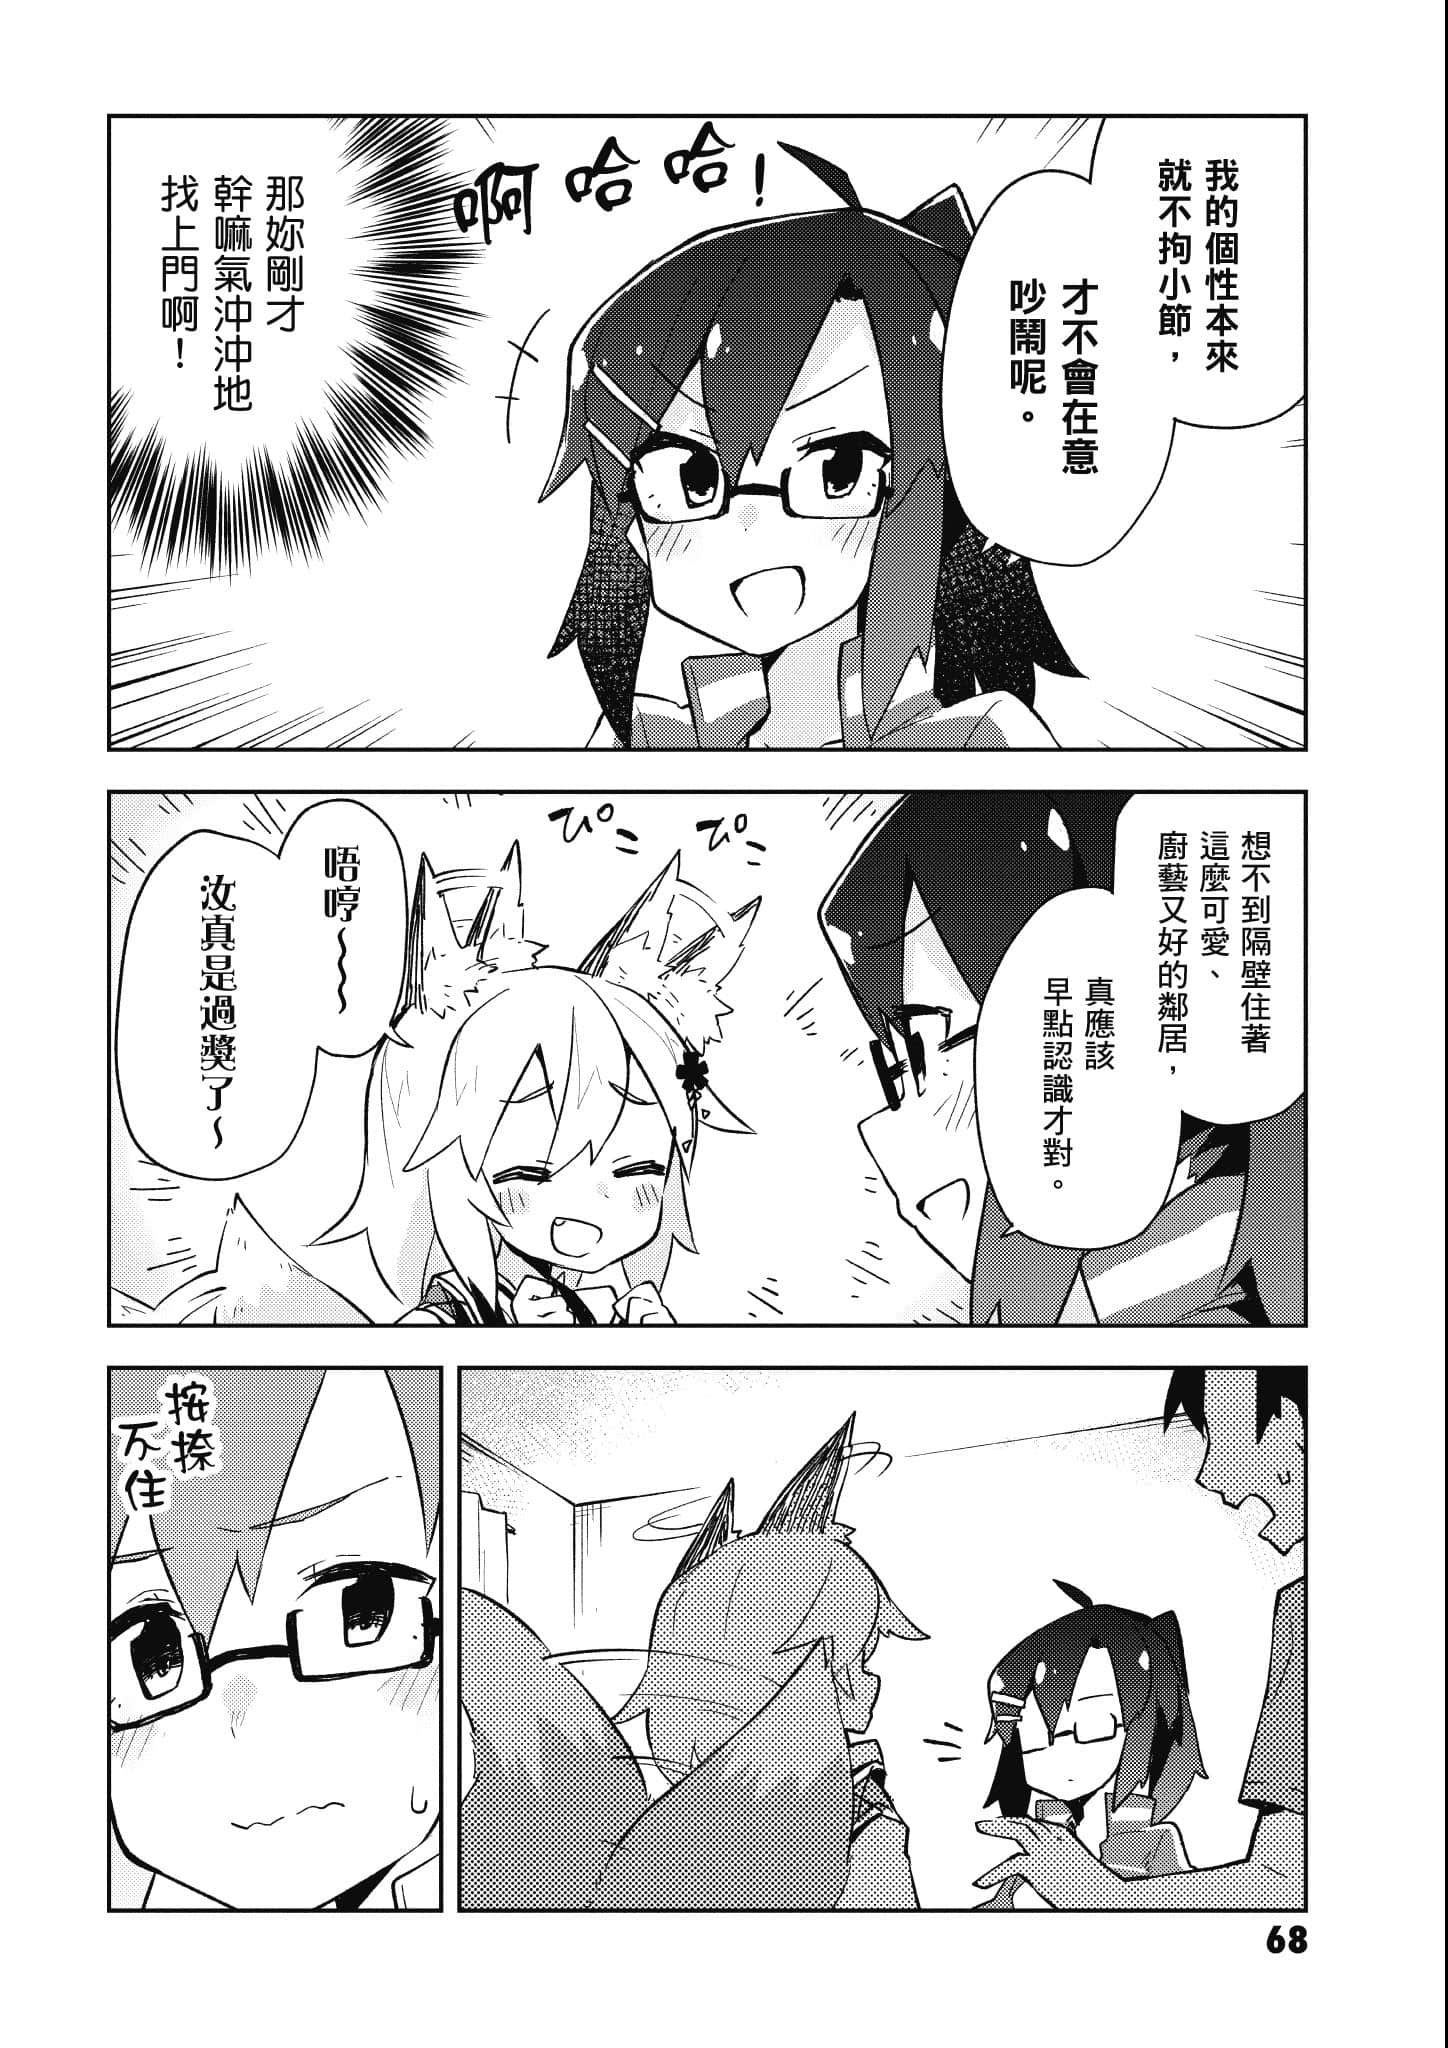 我的個性本來
就不拘小節，
才不會在意
吵鬧呢。
啊哈哈！
那妳剛才
幹嘛氣沖沖地
找上門啊！
想不到隔壁住著
這麼可愛、
廚藝又好的鄰居，
真應該
早點認識才對。
ぴこ
ぴこ
唔哼～～
汝真是過獎了～
按捺
不住
68